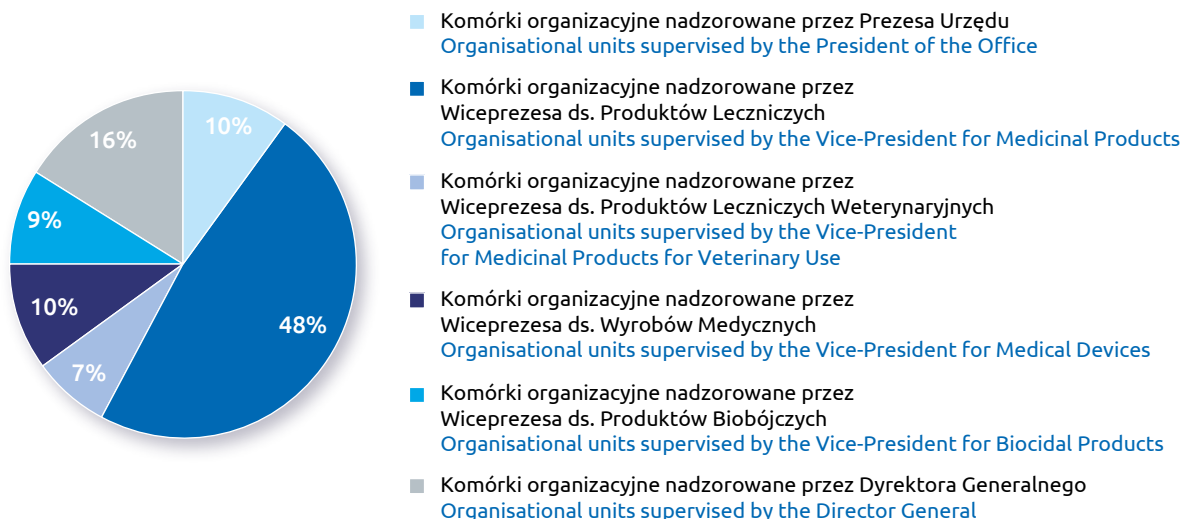 Komórki organizacyjne nadzorowane przez Prezesa Urzędu
Organisational units supervised by the President of the Office
Komórki organizacyjne nadzorowane przez
Wiceprezesa ds. Produktów Leczniczych
Organisational units supervised by the Vice-President for Medicinal Products
Komórki organizacyjne nadzorowane przez
Wiceprezesa ds. Produktów Leczniczych Weterynaryjnych
Organisational units supervised by the Vice-President
for Medicinal Products for Veterinary Use
Komórki organizacyjne nadzorowane przez
Wiceprezesa ds. Wyrobów Medycznych
Organisational units supervised by the Vice-President for Medical Devices
Komórki organizacyjne nadzorowane przez
Wiceprezesa ds. Produktów Biobójczych
Organisational units supervised by the Vice-President for Biocidal Products
Komórki organizacyjne nadzorowane przez Dyrektora Generalnego
Organisational units supervised by the Director General
10%
48%
7%
10%
9%
16%